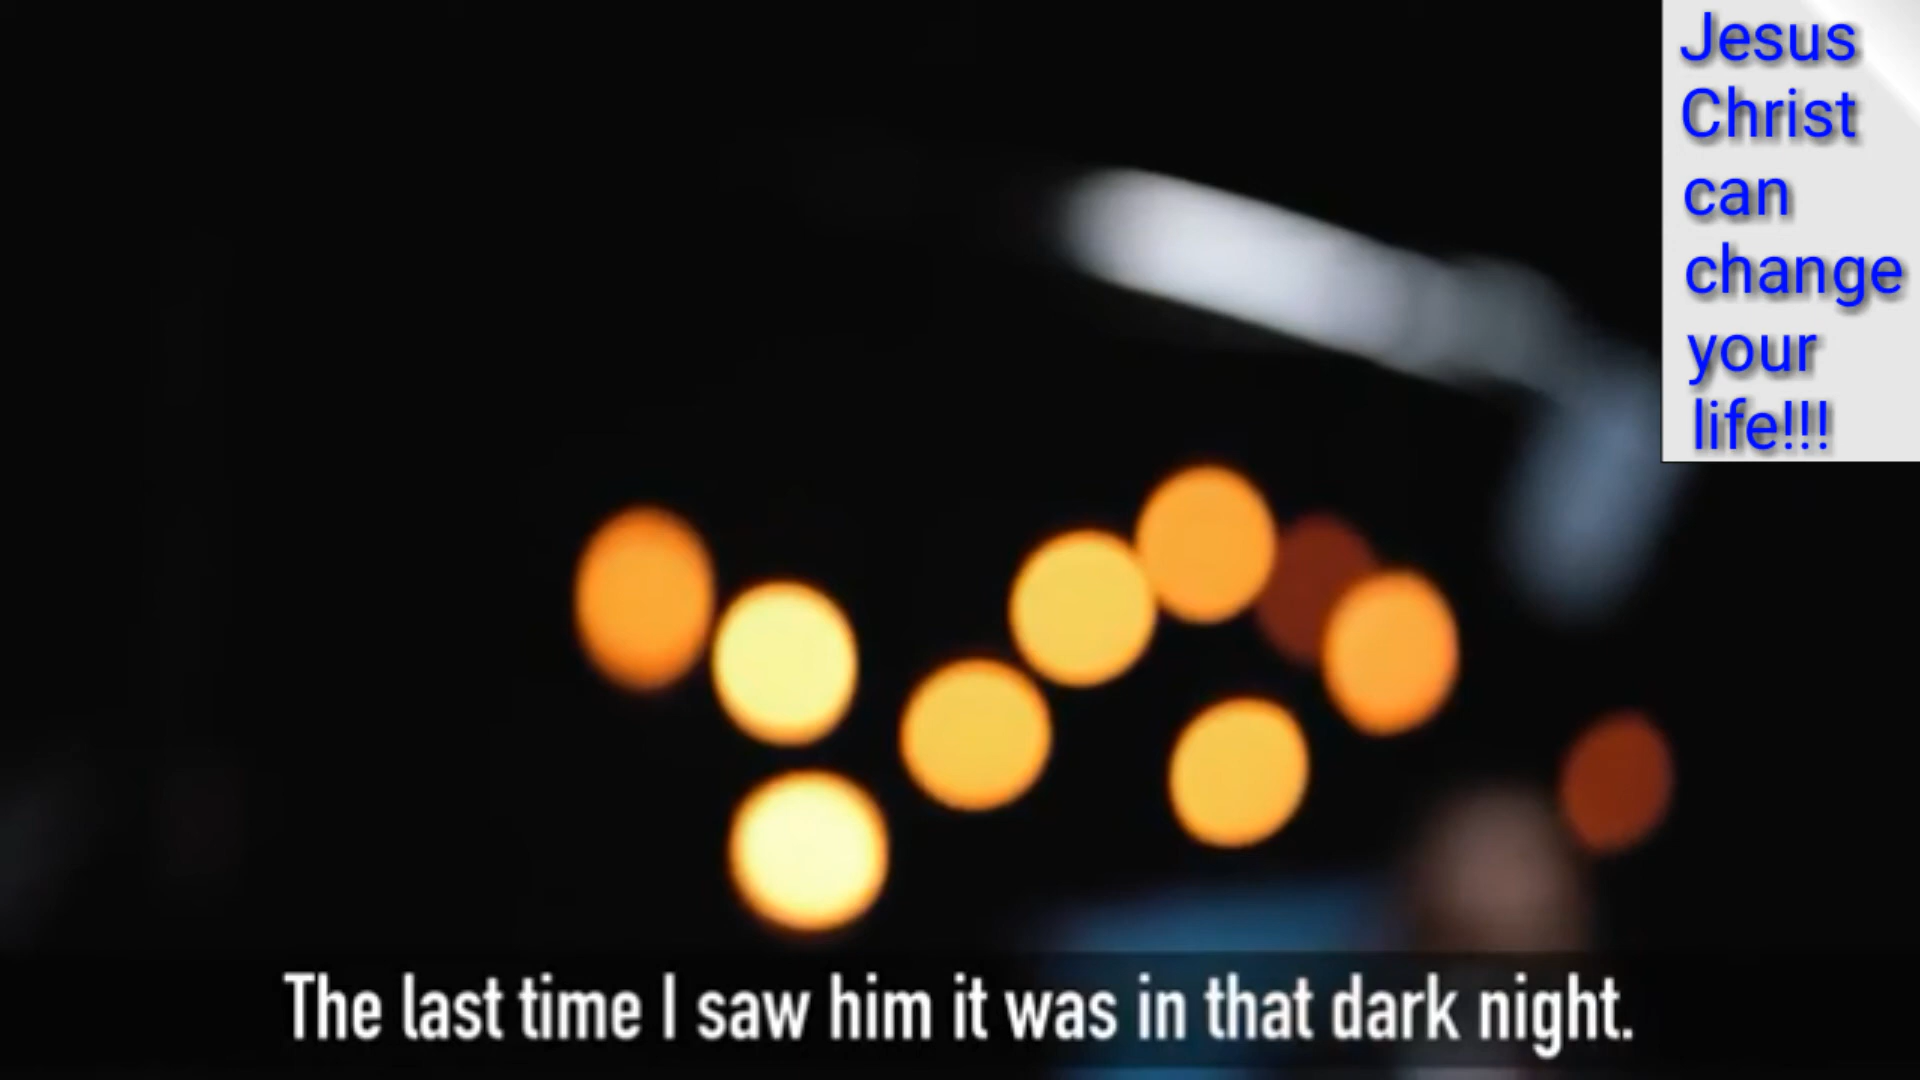 Jesus
Christ
can
change
your
life!!!
The last time I saw him it was in that dark night.